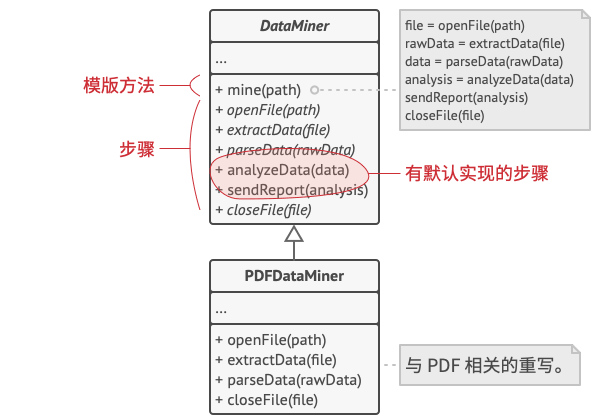 DataMiner
...
+ mine(path)
+ openFile(path)
+ extractData(file)
+ parseData(rawData)
+ analyzeData(data)
+ sendReport(analysis)
+ closeFile(file)
file = openFile(path)
rawData = extractData(file)
data = parseData(rawData)
analysis = analyzeData(data)
sendReport(analysis)
closeFile(file)
模版方法
步骤
有默认实现的步骤
PDFDataMiner
...
+ openFile(path)
+ extractData(file)
+ parseData(rawData)
+ closeFile(file)
与 PDF 相关的重写。